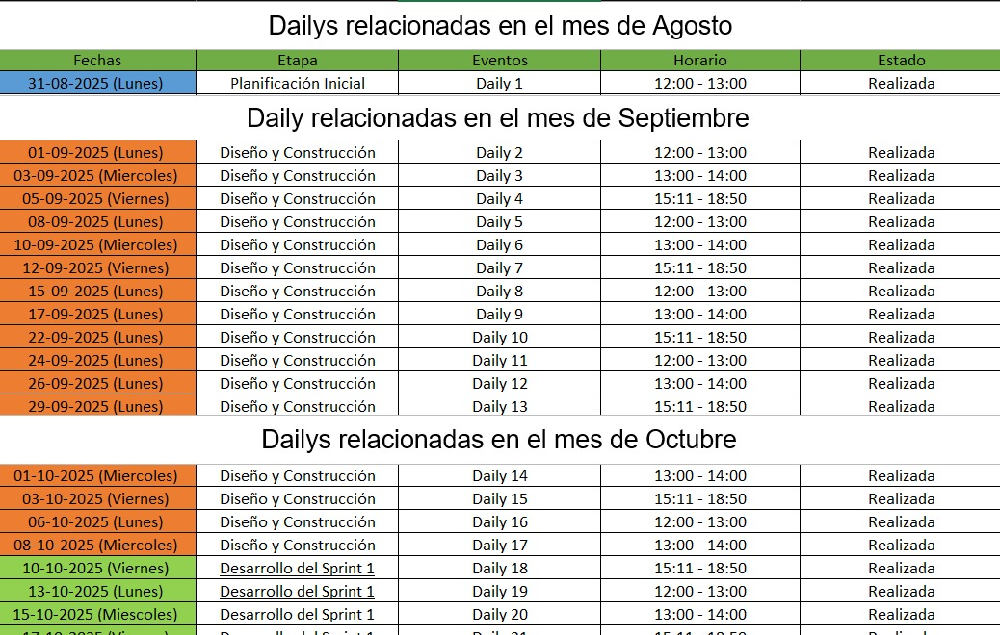 Dailys relacionadas en el mes de Agosto
Fechas Etapa Eventos Horario Estado
31-08-2025 (Lunes) Planificación Inicial Daily 1 12:00 - 13:00 Realizada
Daily relacionadas en el mes de Septiembre
01-09-2025 (Lunes) Diseño y Construcción Daily 2 12:00 - 13:00 Realizada
03-09-2025 (Miercoles) Diseño y Construcción Daily 3 13:00 - 14:00 Realizada
05-09-2025 (Viernes) Diseño y Construcción Daily 4 15:11 - 18:50 Realizada
08-09-2025 (Lunes) Diseño y Construcción Daily 5 12:00 - 13:00 Realizada
10-09-2025 (Miercoles) Diseño y Construcción Daily 6 13:00 - 14:00 Realizada
12-09-2025 (Viernes) Diseño y Construcción Daily 7 15:11 - 18:50 Realizada
15-09-2025 (Lunes) Diseño y Construcción Daily 8 12:00 - 13:00 Realizada
17-09-2025 (Lunes) Diseño y Construcción Daily 9 13:00 - 14:00 Realizada
22-09-2025 (Lunes) Diseño y Construcción Daily 10 15:11 - 18:50 Realizada
24-09-2025 (Lunes) Diseño y Construcción Daily 11 12:00 - 13:00 Realizada
26-09-2025 (Lunes) Diseño y Construcción Daily 12 13:00 - 14:00 Realizada
29-09-2025 (Lunes) Diseño y Construcción Daily 13 15:11 - 18:50 Realizada
Dailys relacionadas en el mes de Octubre
01-10-2025 (Miercoles) Diseño y Construcción Daily 14 13:00 - 14:00 Realizada
03-10-2025 (Viernes) Diseño y Construcción Daily 15 15:11 - 18:50 Realizada
06-10-2025 (Lunes) Diseño y Construcción Daily 16 12:00 - 13:00 Realizada
08-10-2025 (Miercoles) Diseño y Construcción Daily 17 13:00 - 14:00 Realizada
10-10-2025 (Viernes) Desarrollo del Sprint 1 Daily 18 15:11 - 18:50 Realizada
13-10-2025 (Lunes) Desarrollo del Sprint 1 Daily 19 12:00 - 13:00 Realizada
15-10-2025 (Miescoles) Desarrollo del Sprint 1 Daily 20 13:00 - 14:00 Realizada